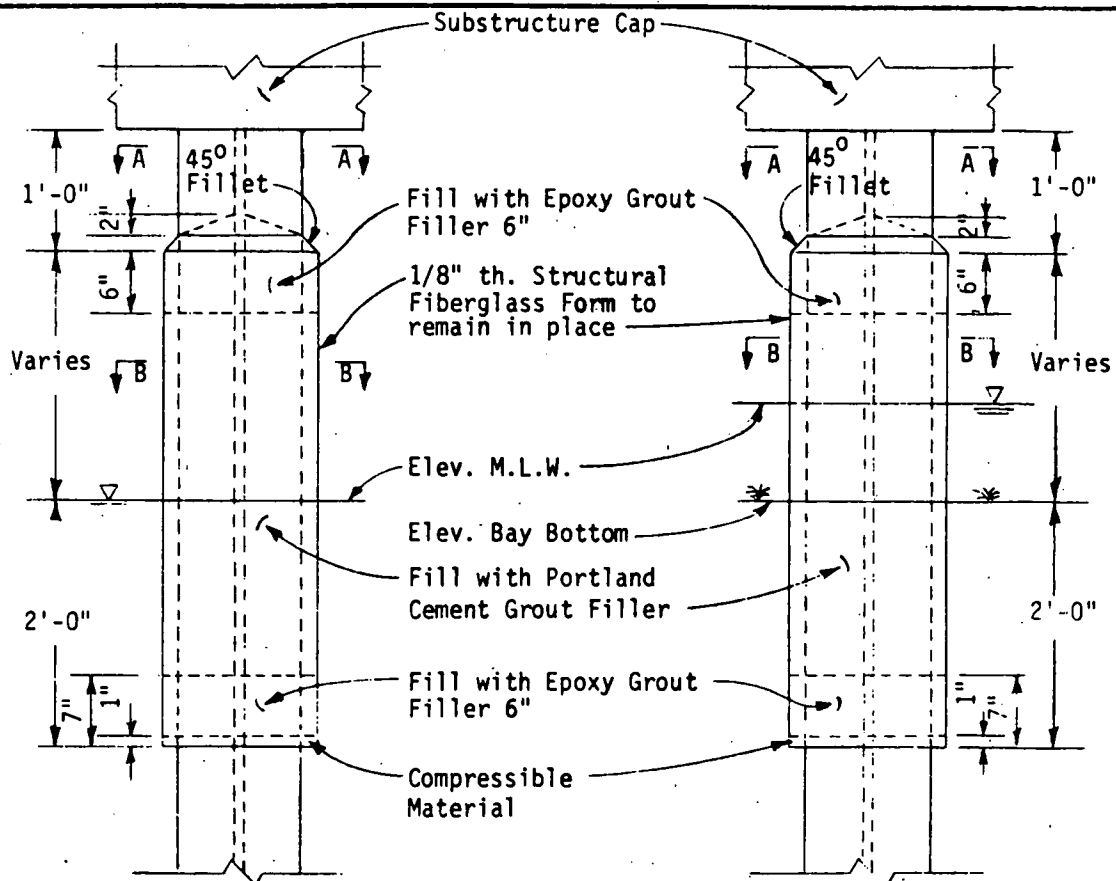 Substructure Cap
A
45°
Fillet
A
1'-0"
2"
Fill with Epoxy Grout
Filler 6"
6"
1/8" th. Structural
Fiberglass Form to
remain in place
Varies
B
B
Elev. M.L.W.
Elev. Bay Bottom
Fill with Portland
Cement Grout Filler
2'-0"
7"
1"
Fill with Epoxy Grout
Filler 6"
Compressible
Material
A
45°
Fillet
A
1'-0"
2"
6"
B
B
Varies
2'-0"
1"
7"